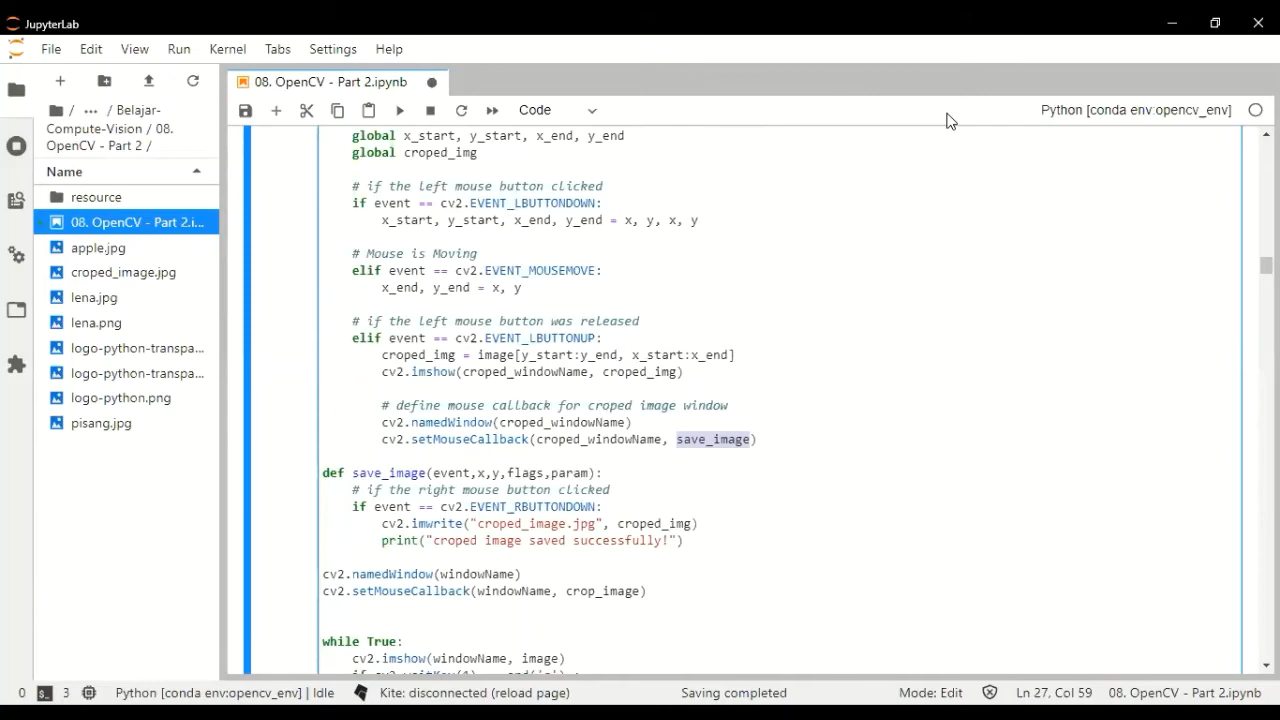 JupyterLab
File Edit View Run Kernel Tabs Settings Help
08. OpenCV - Part 2.ipynb
/ ··· / Belajar-
Compute-Vision / 08.
OpenCV - Part 2 /
Name
resource
08. OpenCV - Part 2.i...
apple.jpg
croped_image.jpg
lena.jpg
lena.png
logo-python-transpa...
logo-python-transpa...
logo-python.png
pisang.jpg
Code
Python [conda env:opencv_env]
global x_start, y_start, x_end, y_end
global croped_img
# if the left mouse button clicked
if event == cv2.EVENT_LBUTTONDOWN:
x_start, y_start, x_end, y_end = x, y, x, y
# Mouse is Moving
elif event == cv2.EVENT_MOUSEMOVE:
x_end, y_end = x, y
# if the left mouse button was released
elif event == cv2.EVENT_LBUTTONUP:
croped_img = image[y_start:y_end, x_start:x_end]
cv2.imshow(croped_windowName, croped_img)
# define mouse callback for croped image window
cv2.namedWindow(croped_windowName)
cv2.setMouseCallback(croped_windowName, save_image)
def save_image(event,x,y,flags,param):
# if the right mouse button clicked
if event == cv2.EVENT_RBUTTONDOWN:
cv2.imwrite("croped_image.jpg", croped_img)
print("croped image saved successfully!")
cv2.namedWindow(windowName)
cv2.setMouseCallback(windowName, crop_image)
while True:
cv2.imshow(windowName, image)
0 3 Python [conda env:opencv_env] | Idle Kite: disconnected (reload page) Saving completed Mode: Edit Ln 27, Col 59 08. OpenCV - Part 2.ipynb